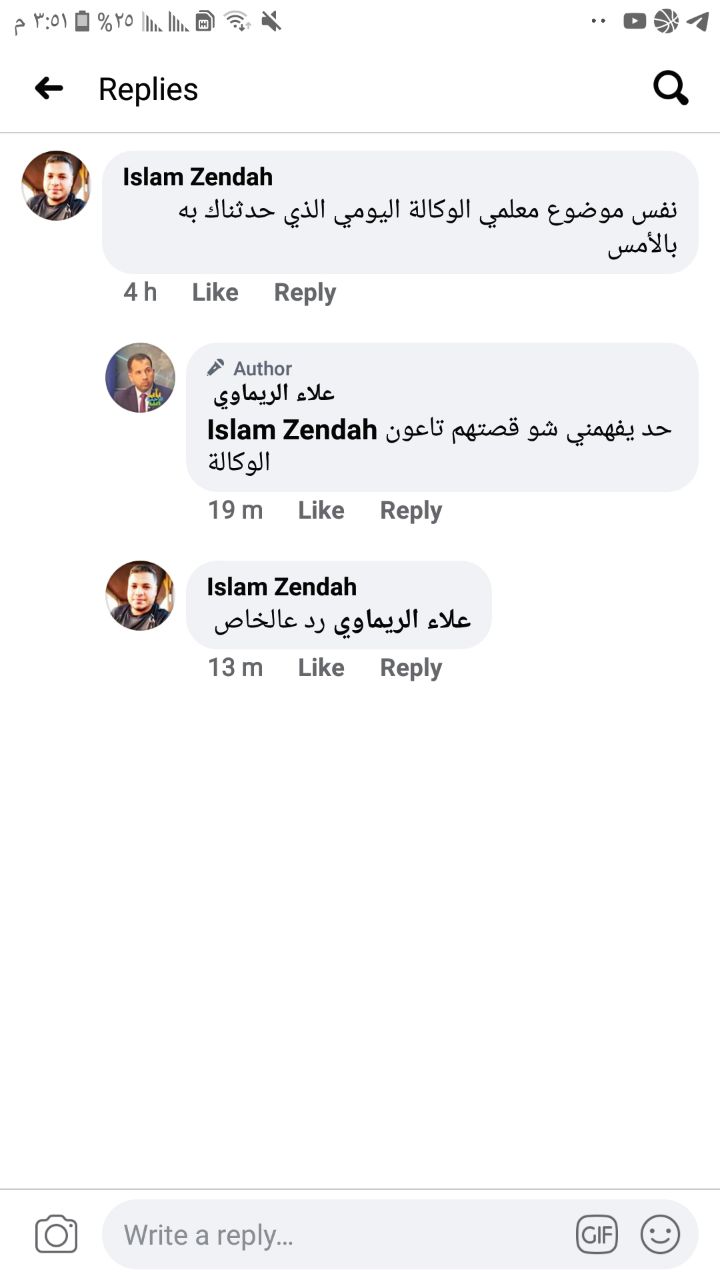 م ٣:٥١ %٢٥
Replies
Islam Zendah
نفس موضوع معلمي الوكالة اليومي الذي حدثناك به
بالأمس
4 h Like Reply
Author
علاء الريماوي
Islam Zendah حد يفهمني شو قصتهم تاعون
الوكالة
19 m Like Reply
Islam Zendah
علاء الريماوي رد عالخاص
13 m Like Reply
Write a reply...
GIF